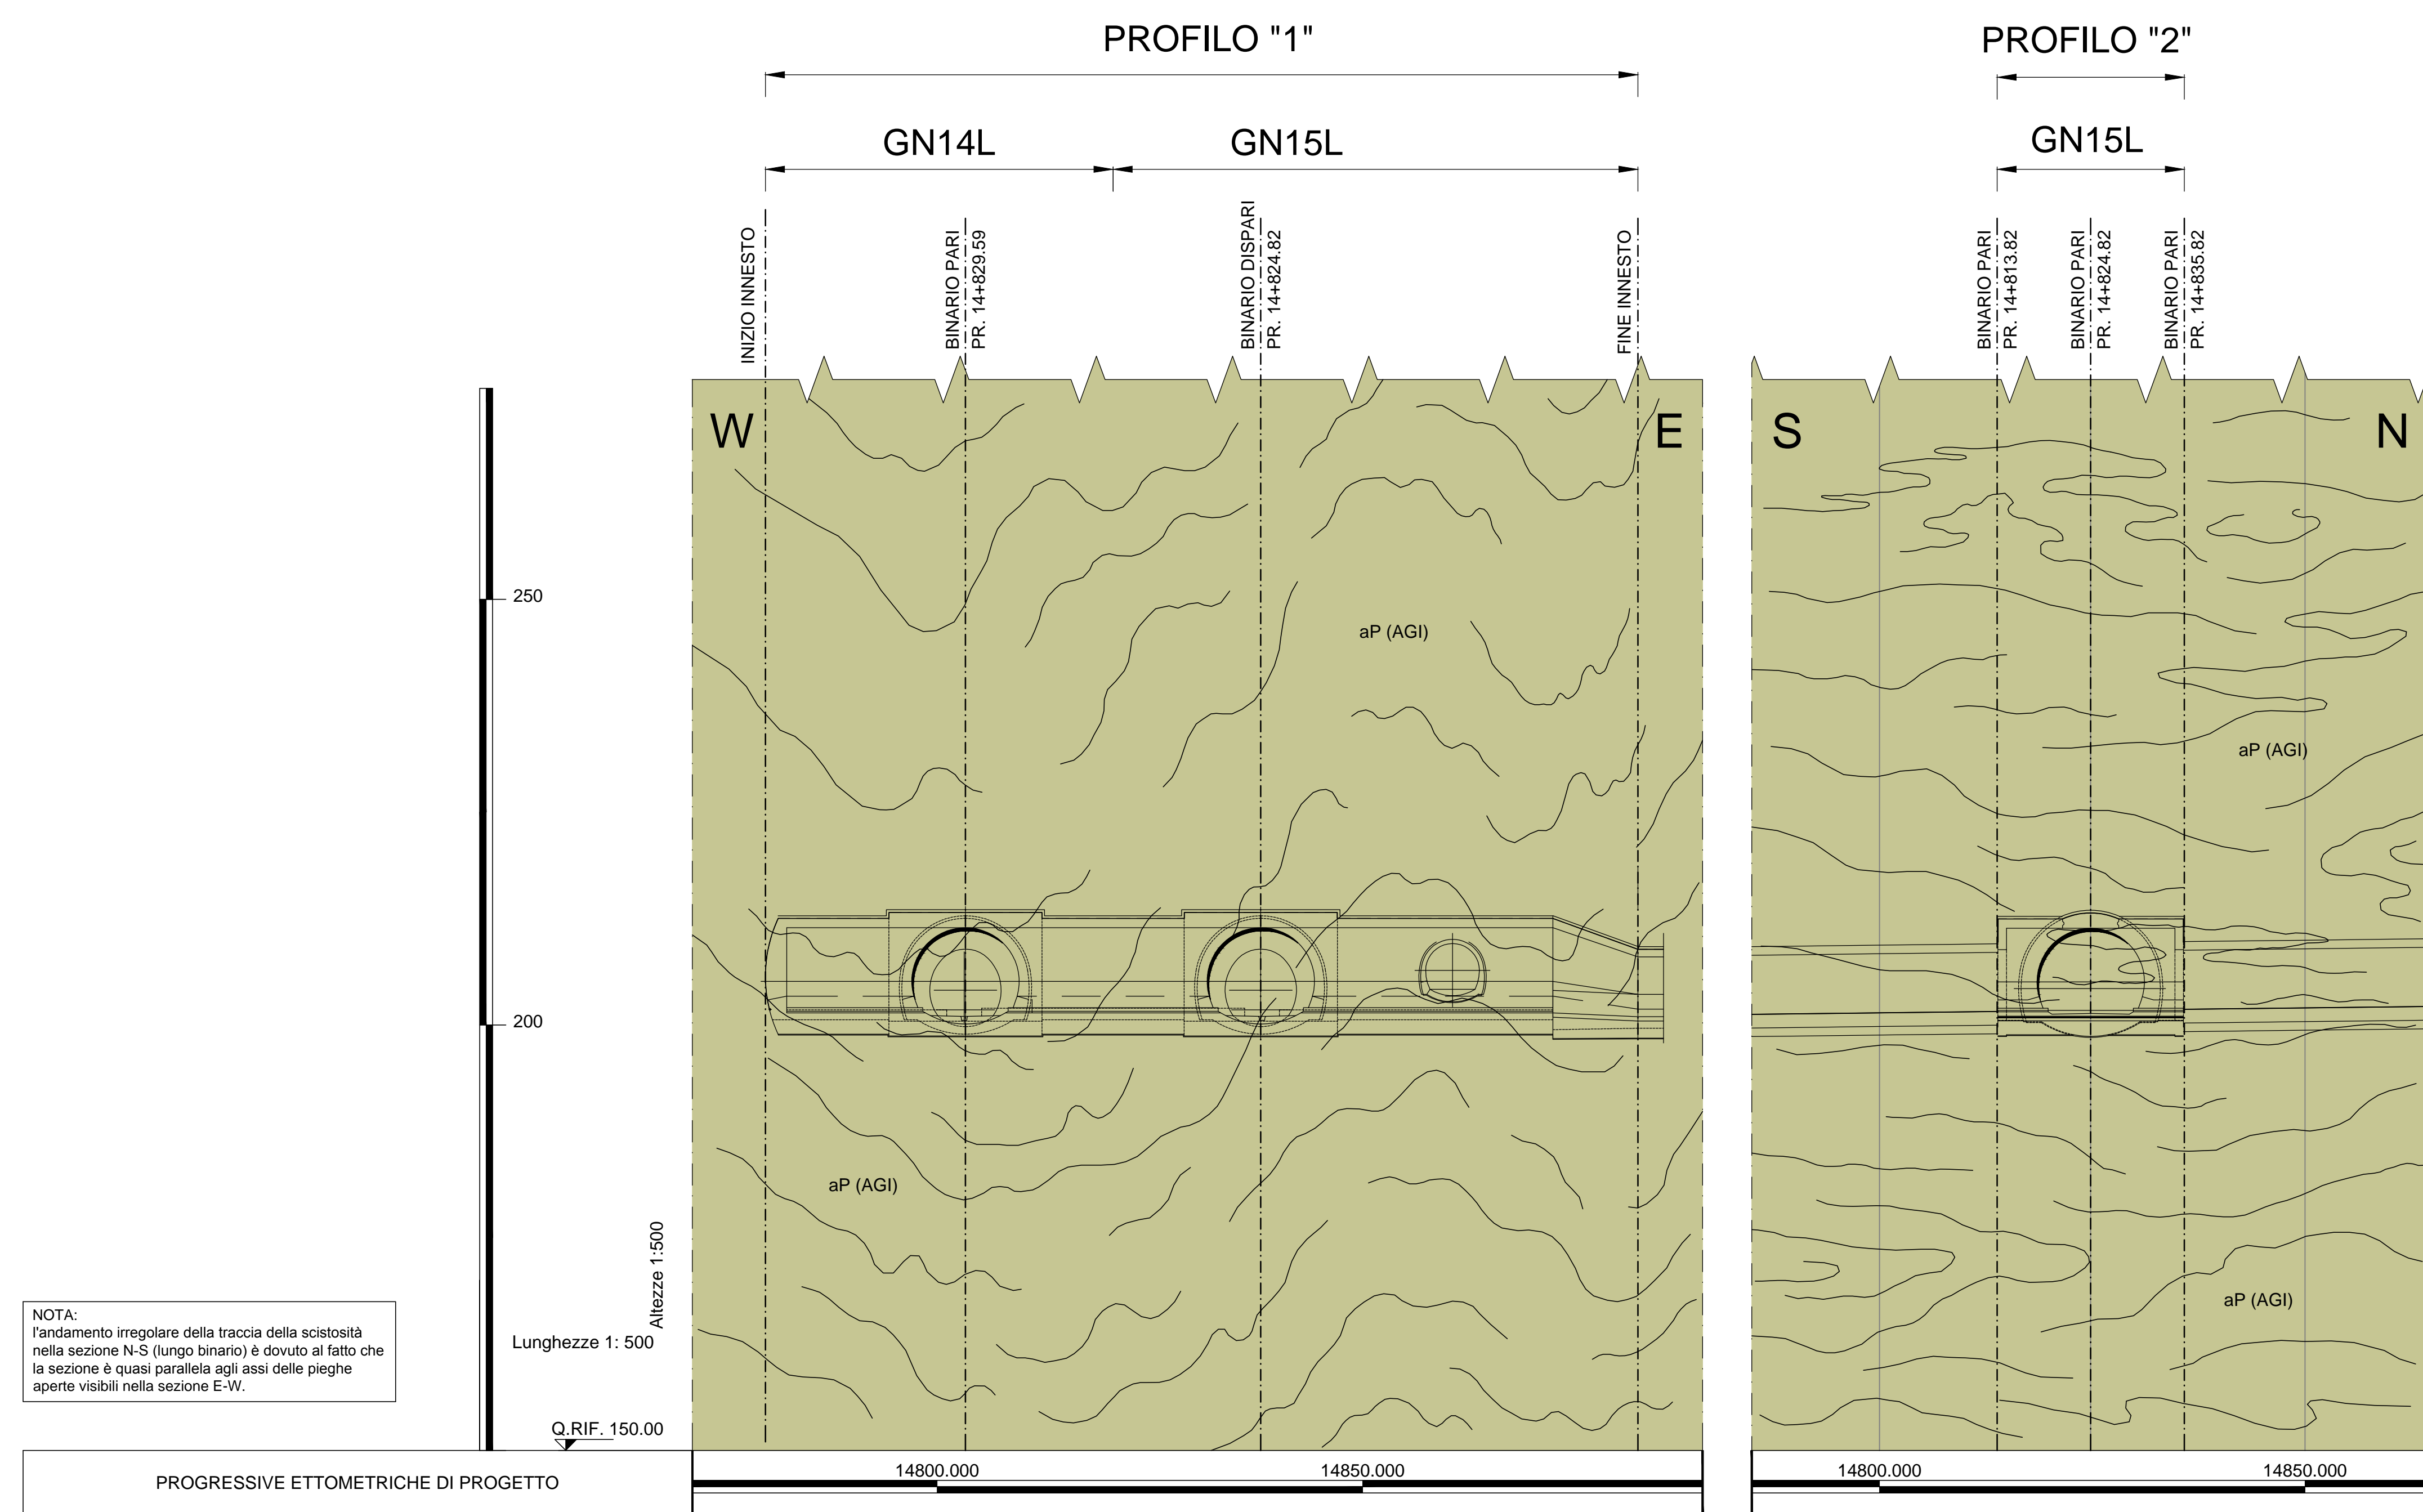 PROFILO "1"
PROFILO "2"
GN14L
GN15L
GN15L
INIZIO INNESTO
BINARIO PARI
PR. 14+829.59
BINARIO DISPARI
PR. 14+824.82
FINE INNESTO
BINARIO PARI
PR. 14+813.82
BINARIO PARI
PR. 14+824.82
BINARIO PARI
PR. 14+835.82
W
E
S
N
250
aP (AGI)
aP (AGI)
200
aP (AGI)
aP (AGI)
Altezze 1:500
Lunghezze 1: 500
NOTA:
l'andamento irregolare della traccia della scistosità
nella sezione N-S (lungo binario) è dovuto al fatto che
la sezione è quasi parallela agli assi delle pieghe
aperte visibili nella sezione E-W.
Q.RIF. 150.00
PROGRESSIVE ETTOMETRICHE DI PROGETTO
14800.000
14850.000
14800.000
14850.000